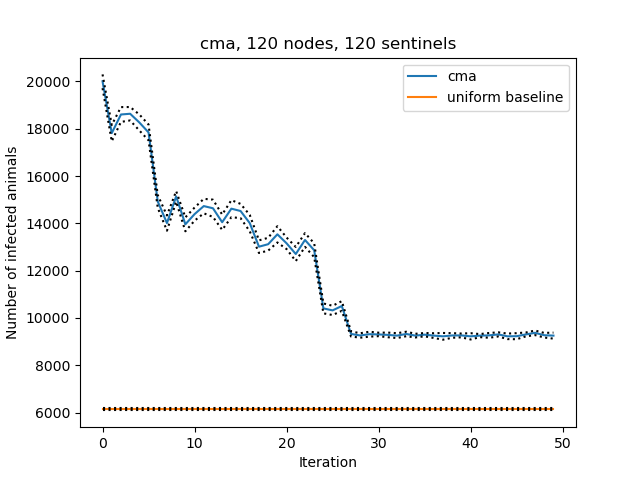 cma, 120 nodes, 120 sentinels
cma
uniform baseline
Number of infected animals
20000
18000
16000
14000
12000
10000
8000
6000
0 10 20 30 40 50
Iteration